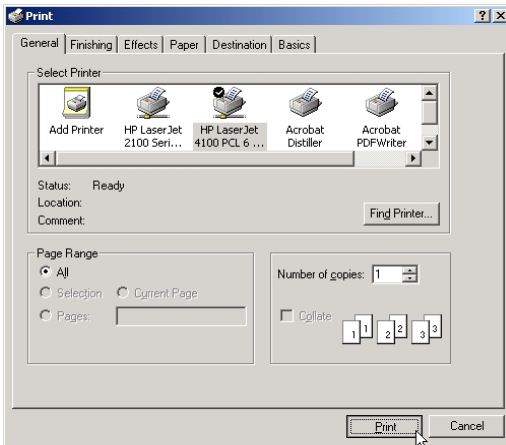 Print
General Finishing Effects Paper Destination Basics
Select Printer
Add Printer
HP LaserJet 2100 Seri...
HP LaserJet 4100 PCL 6 ...
Acrobat Distiller
Acrobat PDFWriter
Status: Ready
Location:
Comment:
Find Printer...
Page Range
All
Selection Current Page
Pages:
Number of copies: 1
Collate
1 1 2 2 3 3
Print Cancel